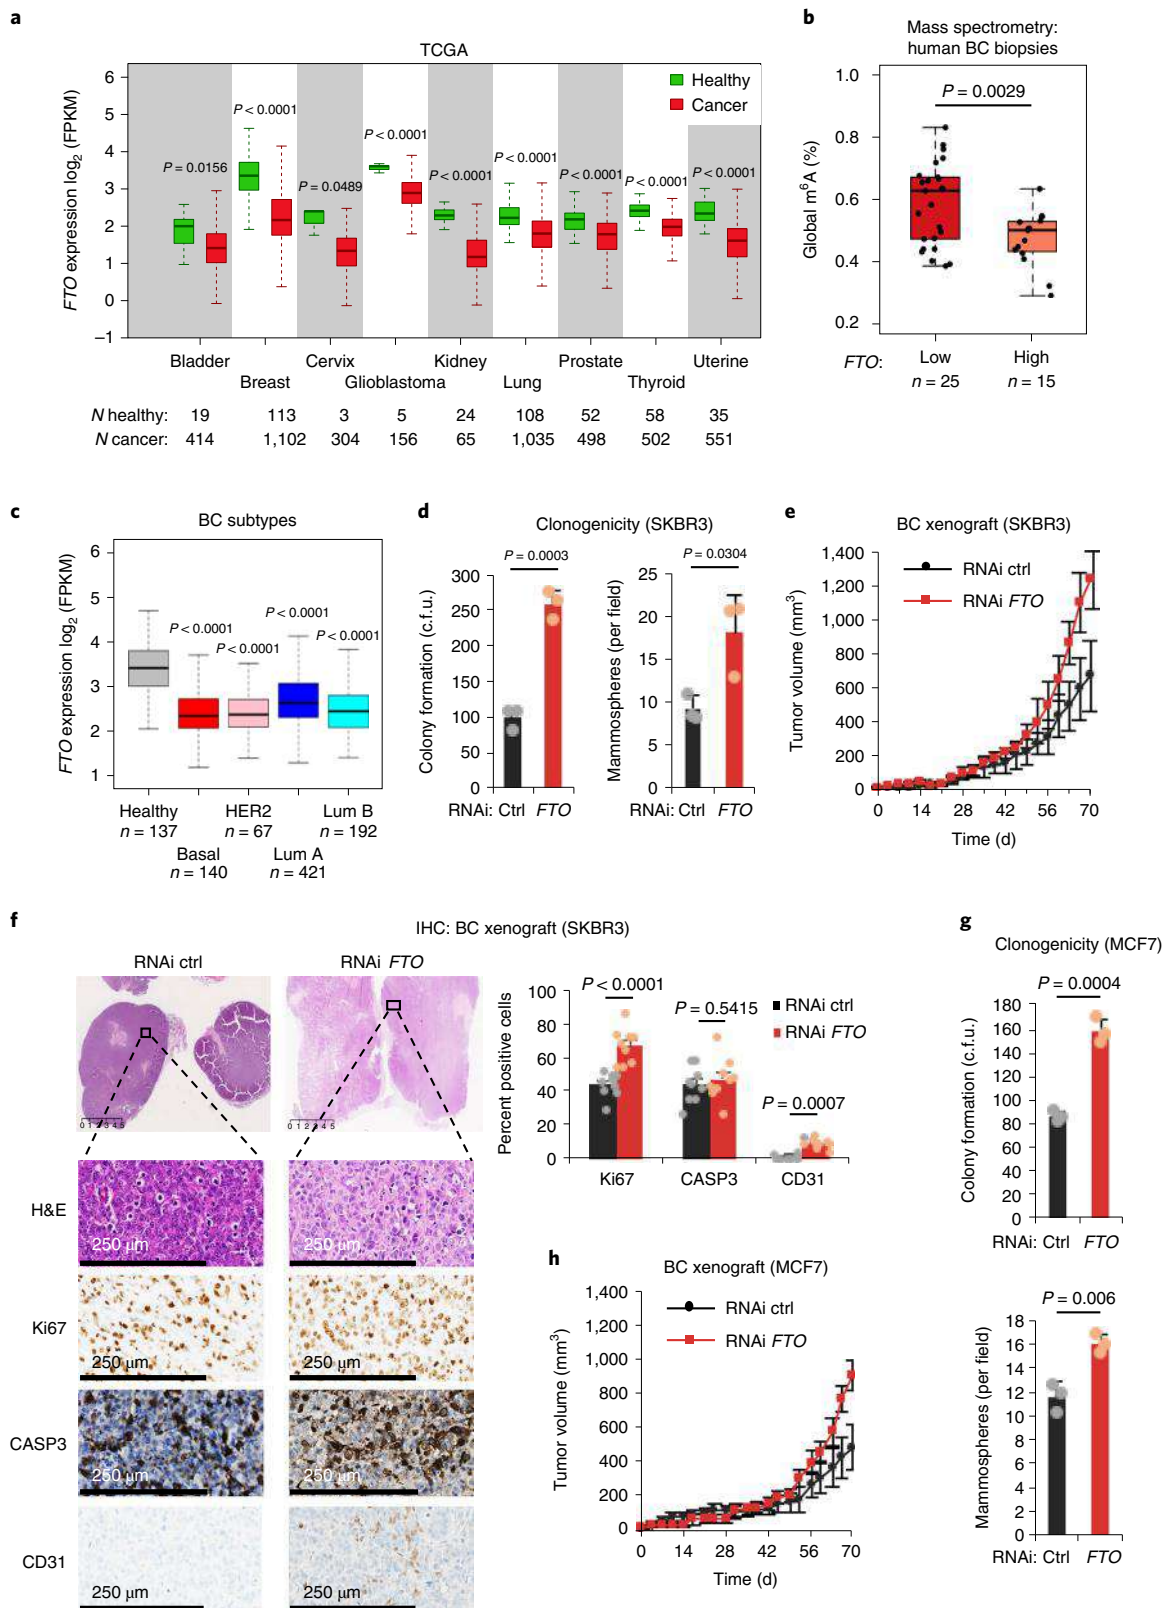 a
TCGA
FTO expression log2 (FPKM)
6
5
4
3
2
1
0
−1
Healthy
Cancer
P = 0.0156
P < 0.0001
P = 0.0489
P < 0.0001
P < 0.0001
P < 0.0001
P < 0.0001
P < 0.0001
P < 0.0001
Bladder Cervix Kidney Prostate Uterine
Breast Glioblastoma Lung Thyroid
N healthy: 19 113 3 5 24 108 52 58 35
N cancer: 414 1,102 304 156 65 1,035 498 502 551
b
Mass spectrometry:
human BC biopsies
P = 0.0029
Global m6A (%)
1.0
0.8
0.6
0.4
0.2
FTO: Low High
n = 25 n = 15
c
BC subtypes
FTO expression log2 (FPKM)
6
5
4
3
2
1
P < 0.0001
P < 0.0001
P < 0.0001
P < 0.0001
Healthy HER2 Lum B
n = 137 n = 67 n = 192
Basal Lum A
n = 140 n = 421
d
Clonogenicity (SKBR3)
P = 0.0003
Colony formation (c.f.u.)
300
250
200
150
100
50
0
RNAi: Ctrl FTO
P = 0.0304
Mammospheres (per field)
25
20
15
10
5
0
RNAi: Ctrl FTO
e
BC xenograft (SKBR3)
RNAi ctrl
RNAi FTO
Tumor volume (mm3)
1,400
1,200
1,000
800
600
400
200
0
0 14 28 42 56 70
Time (d)
f
IHC: BC xenograft (SKBR3)
RNAi ctrl RNAi FTO
0 1 2 3 4 5
0 1 2 3 4 5
H&E
250 μm
250 μm
Ki67
250 μm
250 μm
CASP3
250 μm
250 μm
CD31
250 μm
250 μm
Percent positive cells
100
80
60
40
20
0
P < 0.0001
P = 0.5415
P = 0.0007
RNAi ctrl
RNAi FTO
Ki67 CASP3 CD31
g
Clonogenicity (MCF7)
P = 0.0004
Colony formation (c.f.u.)
180
160
140
120
100
80
60
40
20
0
RNAi: Ctrl FTO
P = 0.006
Mammospheres (per field)
18
16
14
12
10
8
6
4
2
0
RNAi: Ctrl FTO
h
BC xenograft (MCF7)
RNAi ctrl
RNAi FTO
Tumor volume (mm3)
1,400
1,200
1,000
800
600
400
200
0
0 14 28 42 56 70
Time (d)